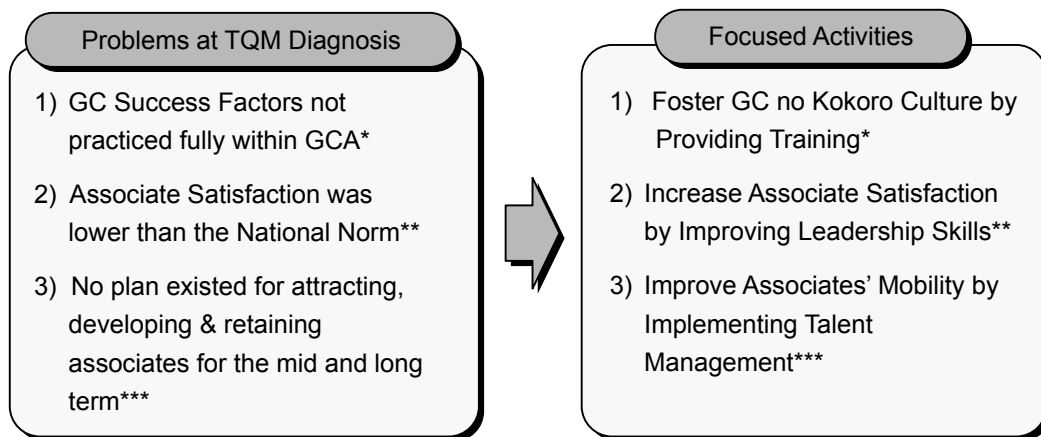 Problems at TQM Diagnosis
1) GC Success Factors not
practiced fully within GCA*
2) Associate Satisfaction was
lower than the National Norm**
3) No plan existed for attracting,
developing & retaining
associates for the mid and long
term***
Focused Activities
1) Foster GC no Kokoro Culture by
Providing Training*
2) Increase Associate Satisfaction
by Improving Leadership Skills**
3) Improve Associates’ Mobility by
Implementing Talent
Management***